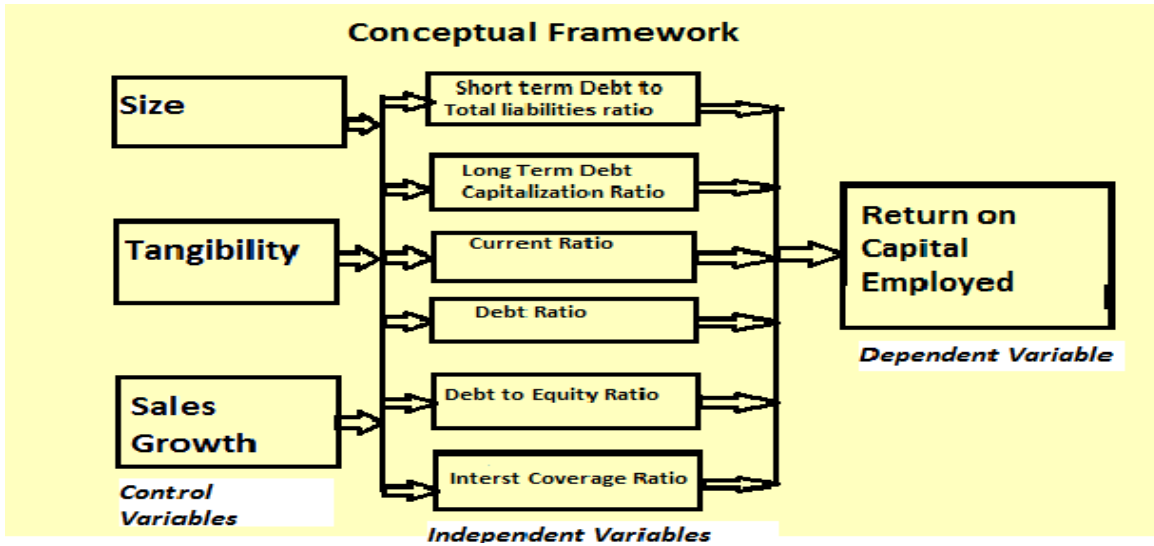 Conceptual Framework
Size
Tangibility
Sales
Growth
Control
Variables
Short term Debt to
Total liabilities ratio
Long Term Debt
Capitalization Ratio
Current Ratio
Debt Ratio
Debt to Equity Ratio
Interst Coverage Ratio
Independent Variables
Return on
Capital
Employed
Dependent Variable